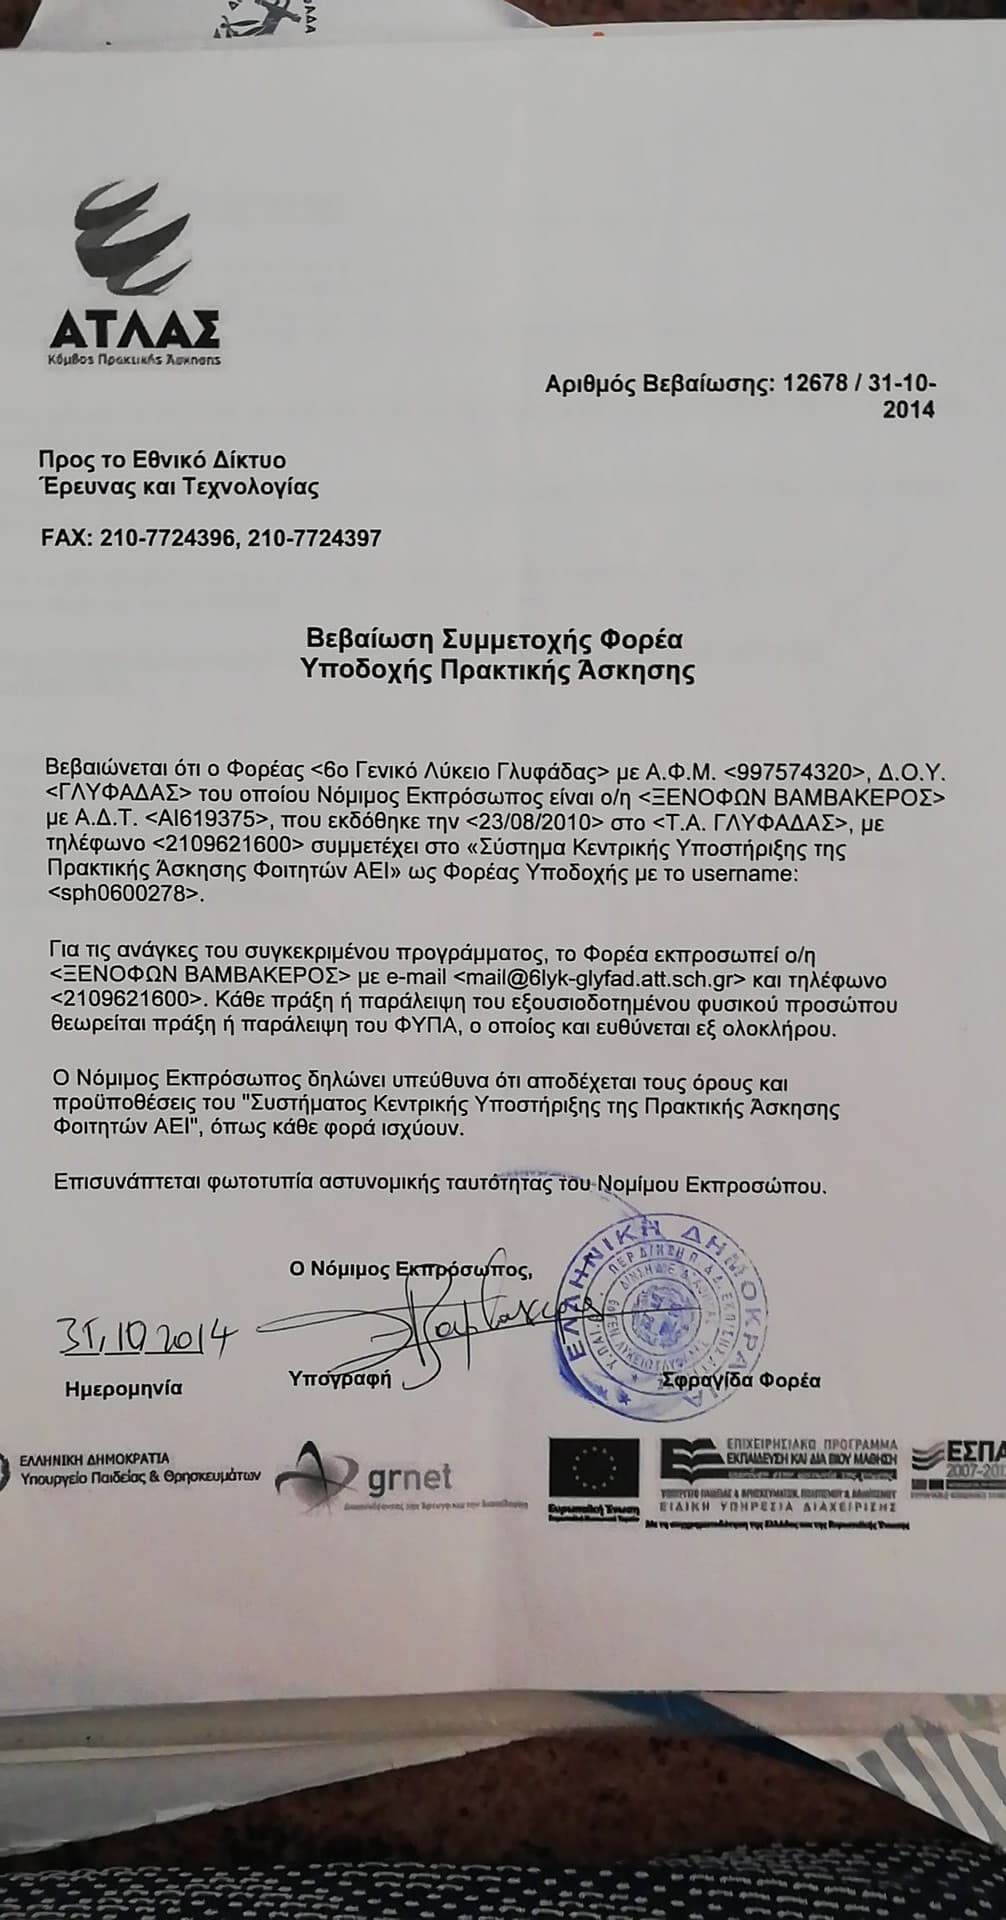 ΑΤΛΑΣ
Κόμβος Πρακτικής Άσκησης
Αριθμός Βεβαίωσης: 12678 / 31-10-
2014
Προς το Εθνικό Δίκτυο
Έρευνας και Τεχνολογίας
FAX: 210-7724396, 210-7724397
Βεβαίωση Συμμετοχής Φορέα
Υποδοχής Πρακτικής Άσκησης
Βεβαιώνεται ότι ο Φορέας <6ο Γενικό Λύκειο Γλυφάδας> με Α.Φ.Μ. <997574320>, Δ.Ο.Υ.
<ΓΛΥΦΑΔΑΣ> του οποίου Νόμιμος Εκπρόσωπος είναι ο/η <ΞΕΝΟΦΩΝ ΒΑΜΒΑΚΕΡΟΣ>
με Α.Δ.Τ. <ΑΙ619375>, που εκδόθηκε την <23/08/2010> στο <Τ.Α. ΓΛΥΦΑΔΑΣ>, με
τηλέφωνο <2109621600> συμμετέχει στο «Σύστημα Κεντρικής Υποστήριξης της
Πρακτικής Άσκησης Φοιτητών ΑΕΙ» ως Φορέας Υποδοχής με το username:
<sph0600278>.
Για τις ανάγκες του συγκεκριμένου προγράμματος, το Φορέα εκπροσωπεί ο/η
<ΞΕΝΟΦΩΝ ΒΑΜΒΑΚΕΡΟΣ> με e-mail <mail@6lyk-glyfad.att.sch.gr> και τηλέφωνο
<2109621600>. Κάθε πράξη ή παράλειψη του εξουσιοδοτημένου φυσικού προσώπου
θεωρείται πράξη ή παράλειψη του ΦΥΠΑ, ο οποίος και ευθύνεται εξ ολοκλήρου.
Ο Νόμιμος Εκπρόσωπος δηλώνει υπεύθυνα ότι αποδέχεται τους όρους και
προϋποθέσεις του "Συστήματος Κεντρικής Υποστήριξης της Πρακτικής Άσκησης
Φοιτητών ΑΕΙ", όπως κάθε φορά ισχύουν.
Επισυνάπτεται φωτοτυπία αστυνομικής ταυτότητας του Νομίμου Εκπροσώπου.
Ο Νόμιμος Εκπρόσωπος,
ΕΛΛΗΝΙΚΗ ΔΗΜΟΚΡΑΤΙΑ
31,10,2014
Ημερομηνία
Υπογραφή
Σφραγίδα Φορέα
ΕΛΛΗΝΙΚΗ ΔΗΜΟΚΡΑΤΙΑ
Υπουργείο Παιδείας & Θρησκευμάτων
grnet
Ευρωπαϊκή Ένωση
ΕΠΙΧΕΙΡΗΣΙΑΚΟ ΠΡΟΓΡΑΜΜΑ
ΕΚΠΑΙΔΕΥΣΗ ΚΑΙ ΔΙΑ ΒΙΟΥ ΜΑΘΗΣΗ
ΕΙΔΙΚΗ ΥΠΗΡΕΣΙΑ ΔΙΑΧΕΙΡΙΣΗΣ
Με τη συγχρηματοδότηση της Ελλάδας και της Ευρωπαϊκής Ένωσης
ΕΣΠΑ